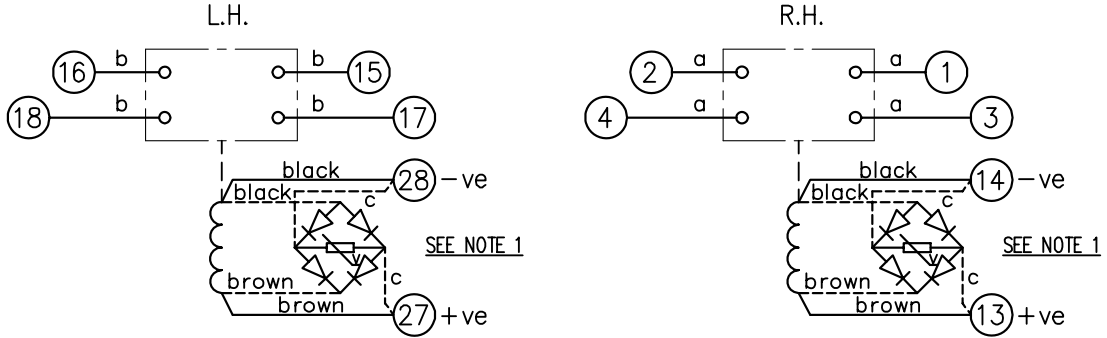 L.H.
R.H.
16 b b 15
2 a a 1
18 b b 17
4 a a 3
black 28 -ve
black 14 -ve
black c
black c
V
V
SEE NOTE 1
SEE NOTE 1
brown c
brown c
brown 27 +ve
brown 13 +ve